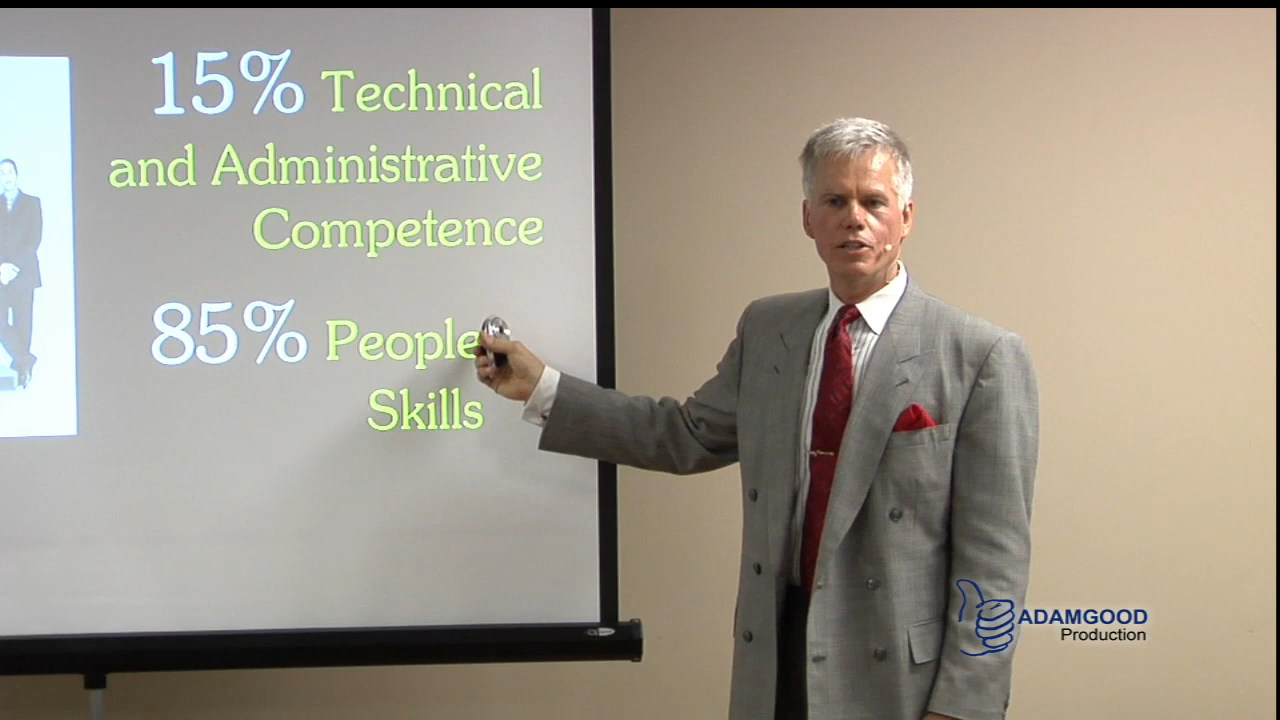 15% Technical
and Administrative
Competence
85% People
Skills
ADAMGOOD
Production